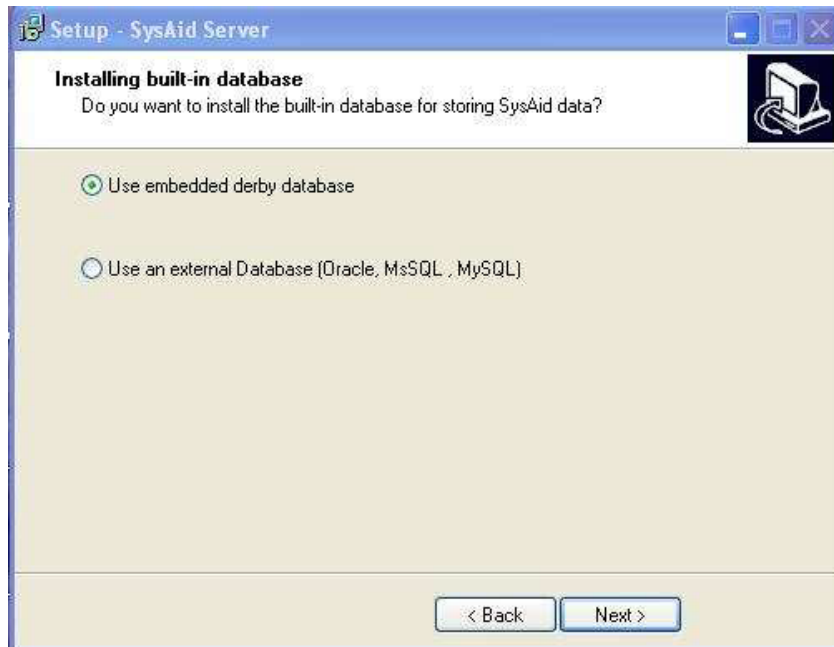 Setup - SysAid Server
Installing built-in database
Do you want to install the built-in database for storing SysAid data?
Use embedded derby database
Use an external Database (Oracle, MsSQL , MySQL)
< Back
Next >